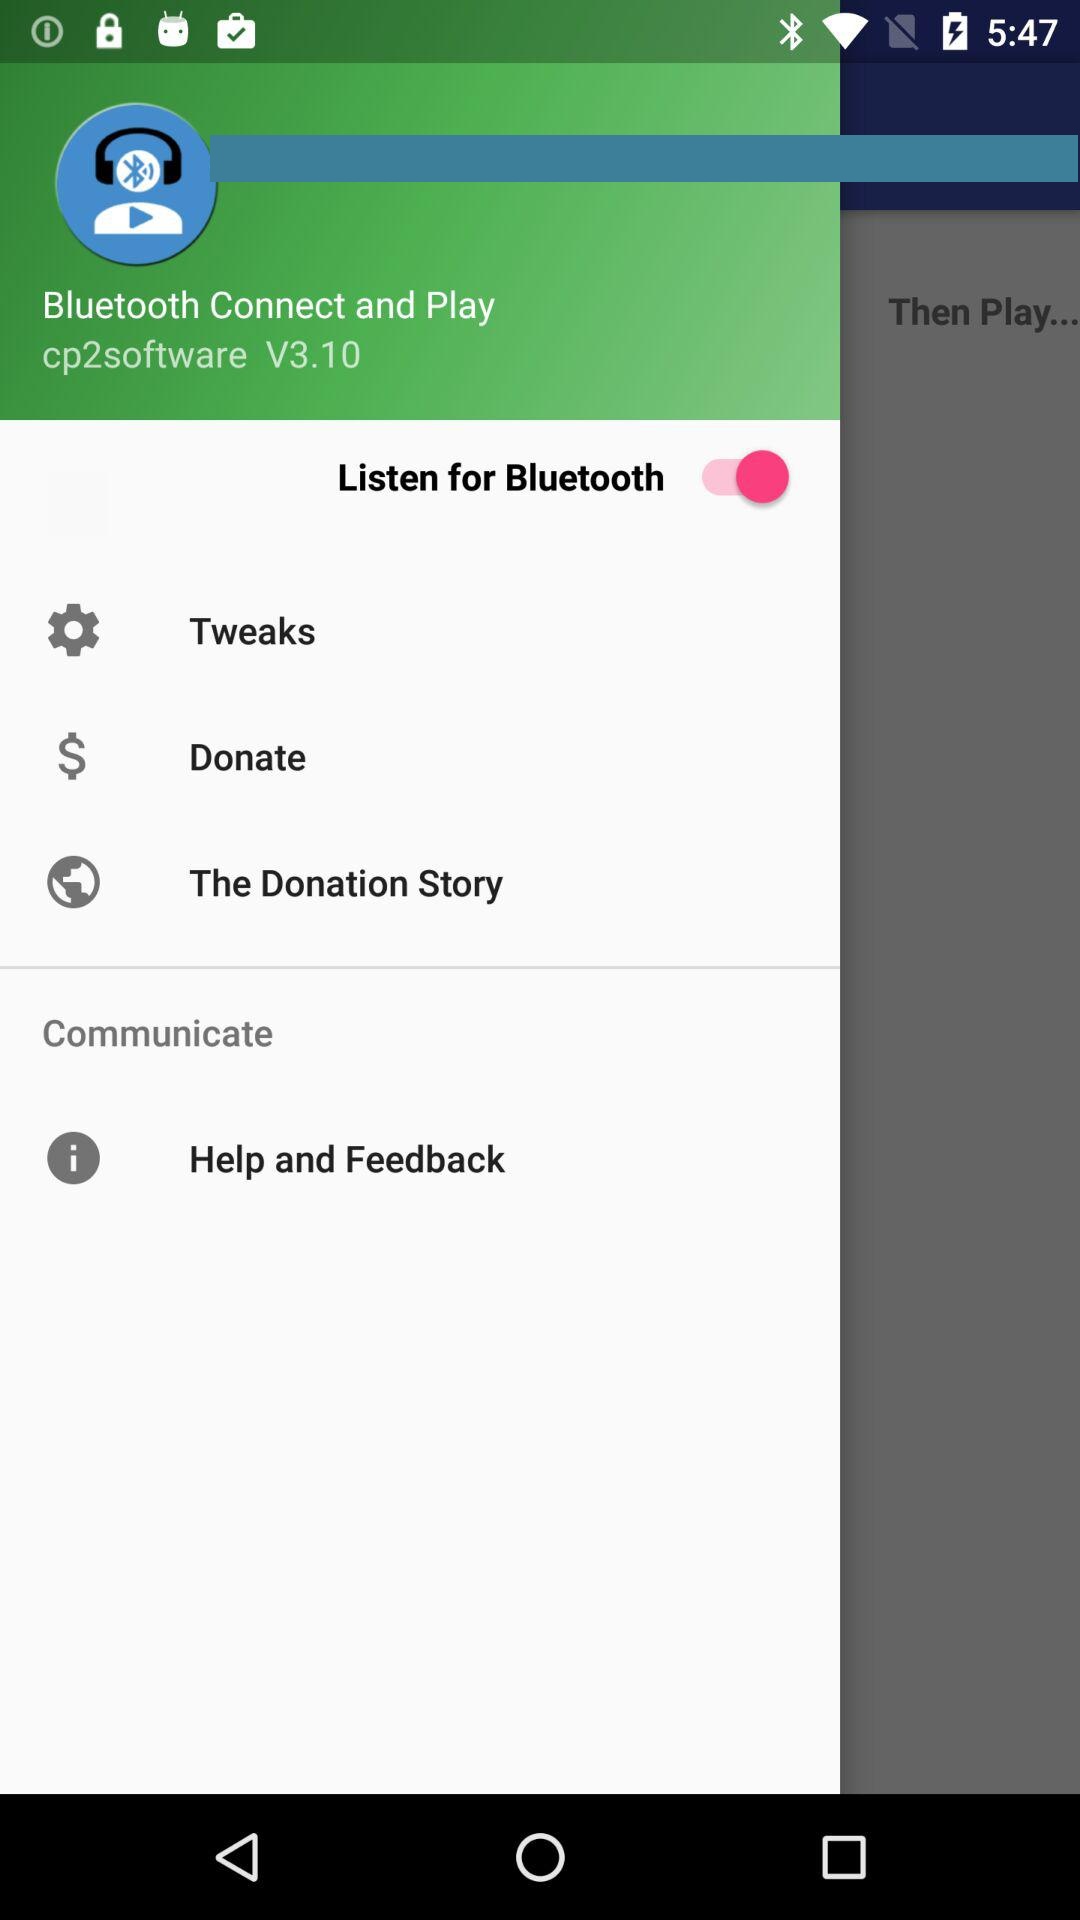 5:47
Bluetooth Connect and Play
cp2software V3.10
Then Play...
Listen for Bluetooth
Tweaks
Donate
The Donation Story
Communicate
Help and Feedback